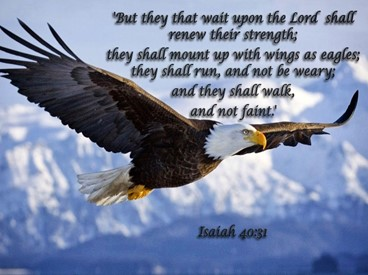 'But they that wait upon the Lord shall
renew their strength;
they shall mount up with wings as eagles;
they shall run, and not be weary;
and they shall walk,
and not faint.'
Isaiah 40:31